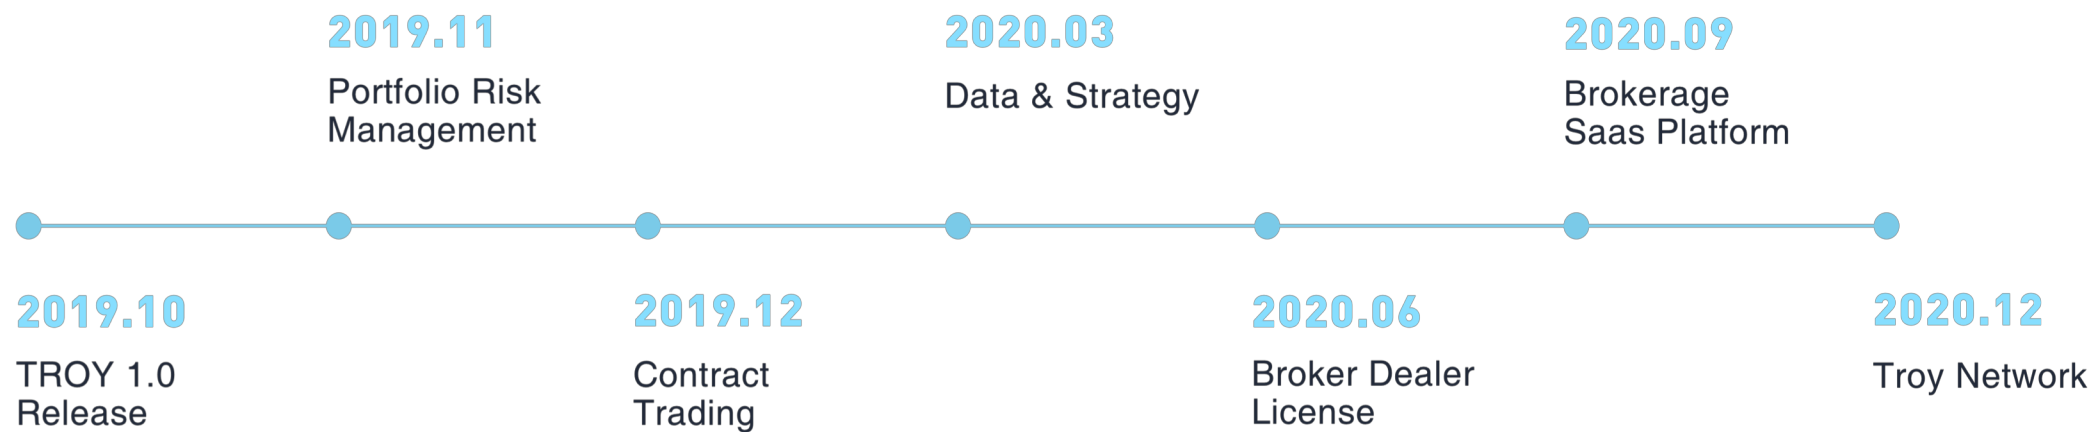 2019.11
Portfolio Risk
Management
2020.03
Data & Strategy
2020.09
Brokerage
Saas Platform
2019.10
TROY 1.0
Release
2019.12
Contract
Trading
2020.06
Broker Dealer
License
2020.12
Troy Network